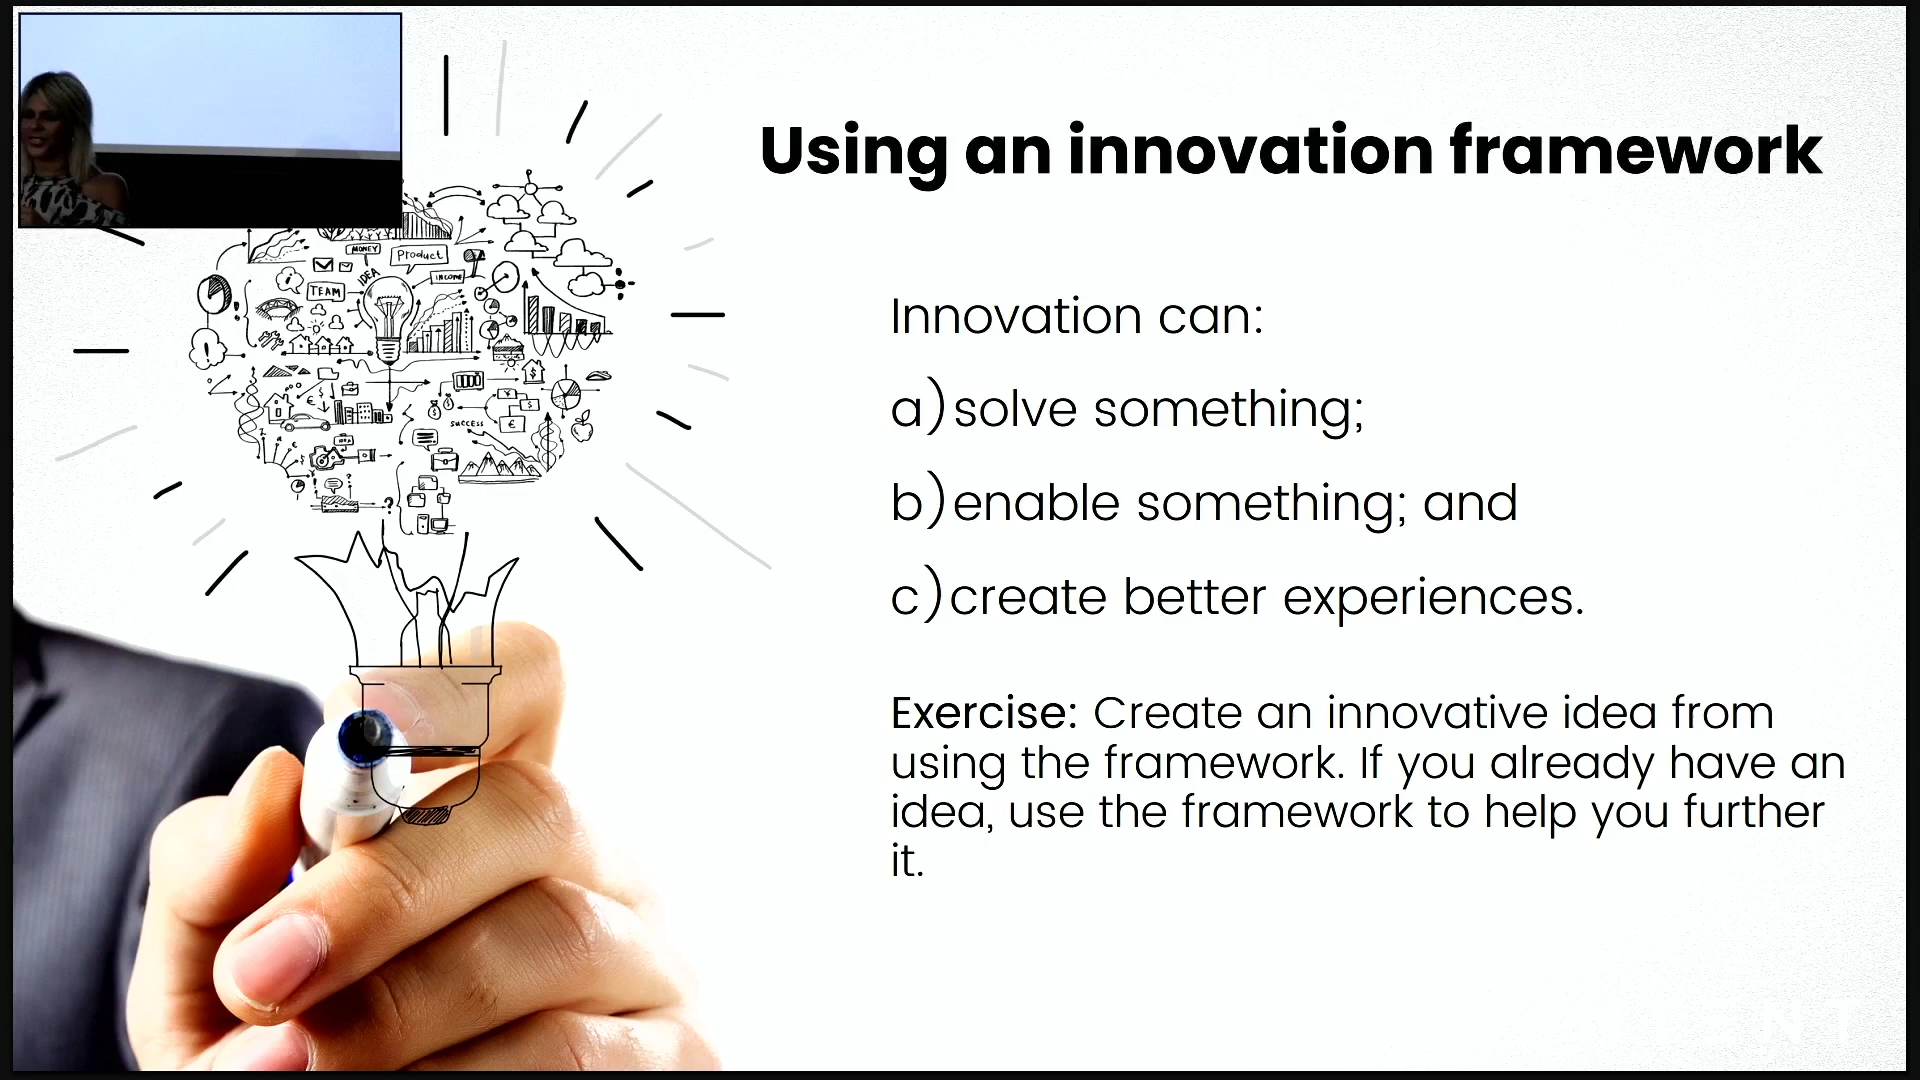 Using an innovation framework
Innovation can:
a) solve something;
b) enable something; and
c) create better experiences.
Exercise: Create an innovative idea from
using the framework. If you already have an
idea, use the framework to help you further
it.
MONEY
Product
IDEA
INCOME
TEAM
SUCCESS
IDEA